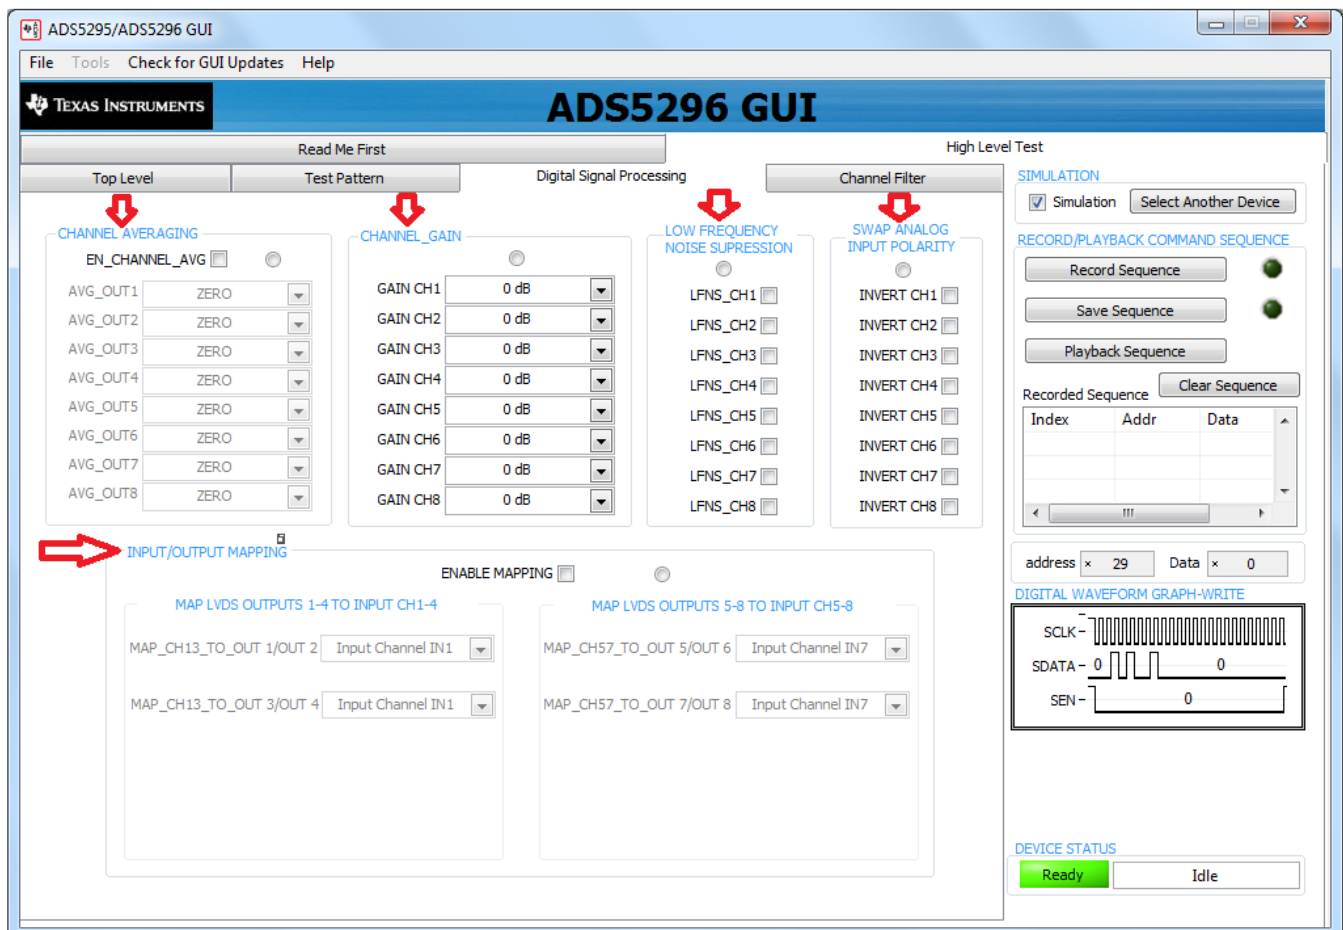 ADS5295/ADS5296 GUI
File Tools Check for GUI Updates Help
TEXAS INSTRUMENTS
ADS5296 GUI
Read Me First
High Level Test
Top Level
Test Pattern
Digital Signal Processing
Channel Filter
CHANNEL AVERAGING
EN_CHANNEL_AVG
AVG_OUT1 ZERO
AVG_OUT2 ZERO
AVG_OUT3 ZERO
AVG_OUT4 ZERO
AVG_OUT5 ZERO
AVG_OUT6 ZERO
AVG_OUT7 ZERO
AVG_OUT8 ZERO
CHANNEL_GAIN
GAIN CH1 0 dB
GAIN CH2 0 dB
GAIN CH3 0 dB
GAIN CH4 0 dB
GAIN CH5 0 dB
GAIN CH6 0 dB
GAIN CH7 0 dB
GAIN CH8 0 dB
LOW FREQUENCY
NOISE SUPRESSION
LFNS_CH1
LFNS_CH2
LFNS_CH3
LFNS_CH4
LFNS_CH5
LFNS_CH6
LFNS_CH7
LFNS_CH8
SWAP ANALOG
INPUT POLARITY
INVERT CH1
INVERT CH2
INVERT CH3
INVERT CH4
INVERT CH5
INVERT CH6
INVERT CH7
INVERT CH8
INPUT/OUTPUT MAPPING
ENABLE MAPPING
MAP LVDS OUTPUTS 1-4 TO INPUT CH1-4
MAP_CH13_TO_OUT 1/OUT 2 Input Channel IN1
MAP_CH13_TO_OUT 3/OUT 4 Input Channel IN1
MAP LVDS OUTPUTS 5-8 TO INPUT CH5-8
MAP_CH57_TO_OUT 5/OUT 6 Input Channel IN7
MAP_CH57_TO_OUT 7/OUT 8 Input Channel IN7
SIMULATION
Simulation Select Another Device
RECORD/PLAYBACK COMMAND SEQUENCE
Record Sequence
Save Sequence
Playback Sequence
Recorded Sequence Clear Sequence
Index Addr Data
address × 29 Data × 0
DIGITAL WAVEFORM GRAPH-WRITE
SCLK
SDATA 0 0
SEN 0
DEVICE STATUS
Ready Idle